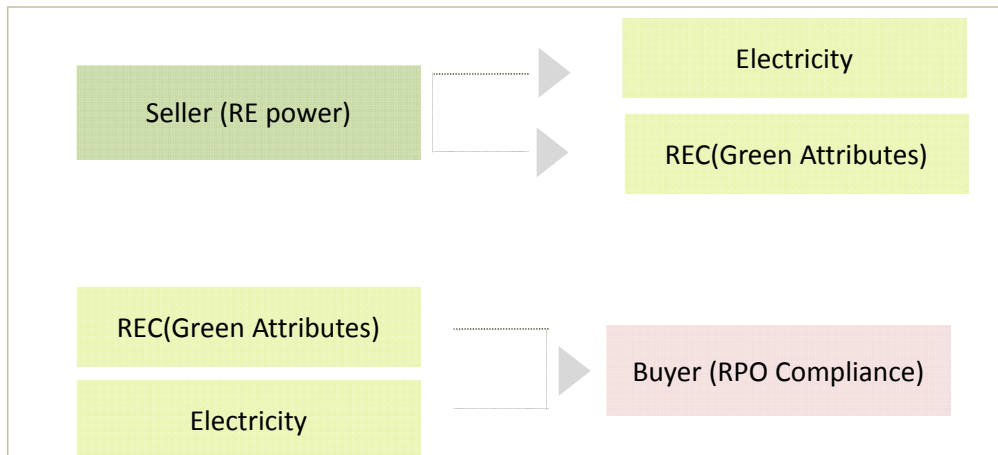 Electricity
Seller (RE power)
REC(Green Attributes)
REC(Green Attributes)
Buyer (RPO Compliance)
Electricity